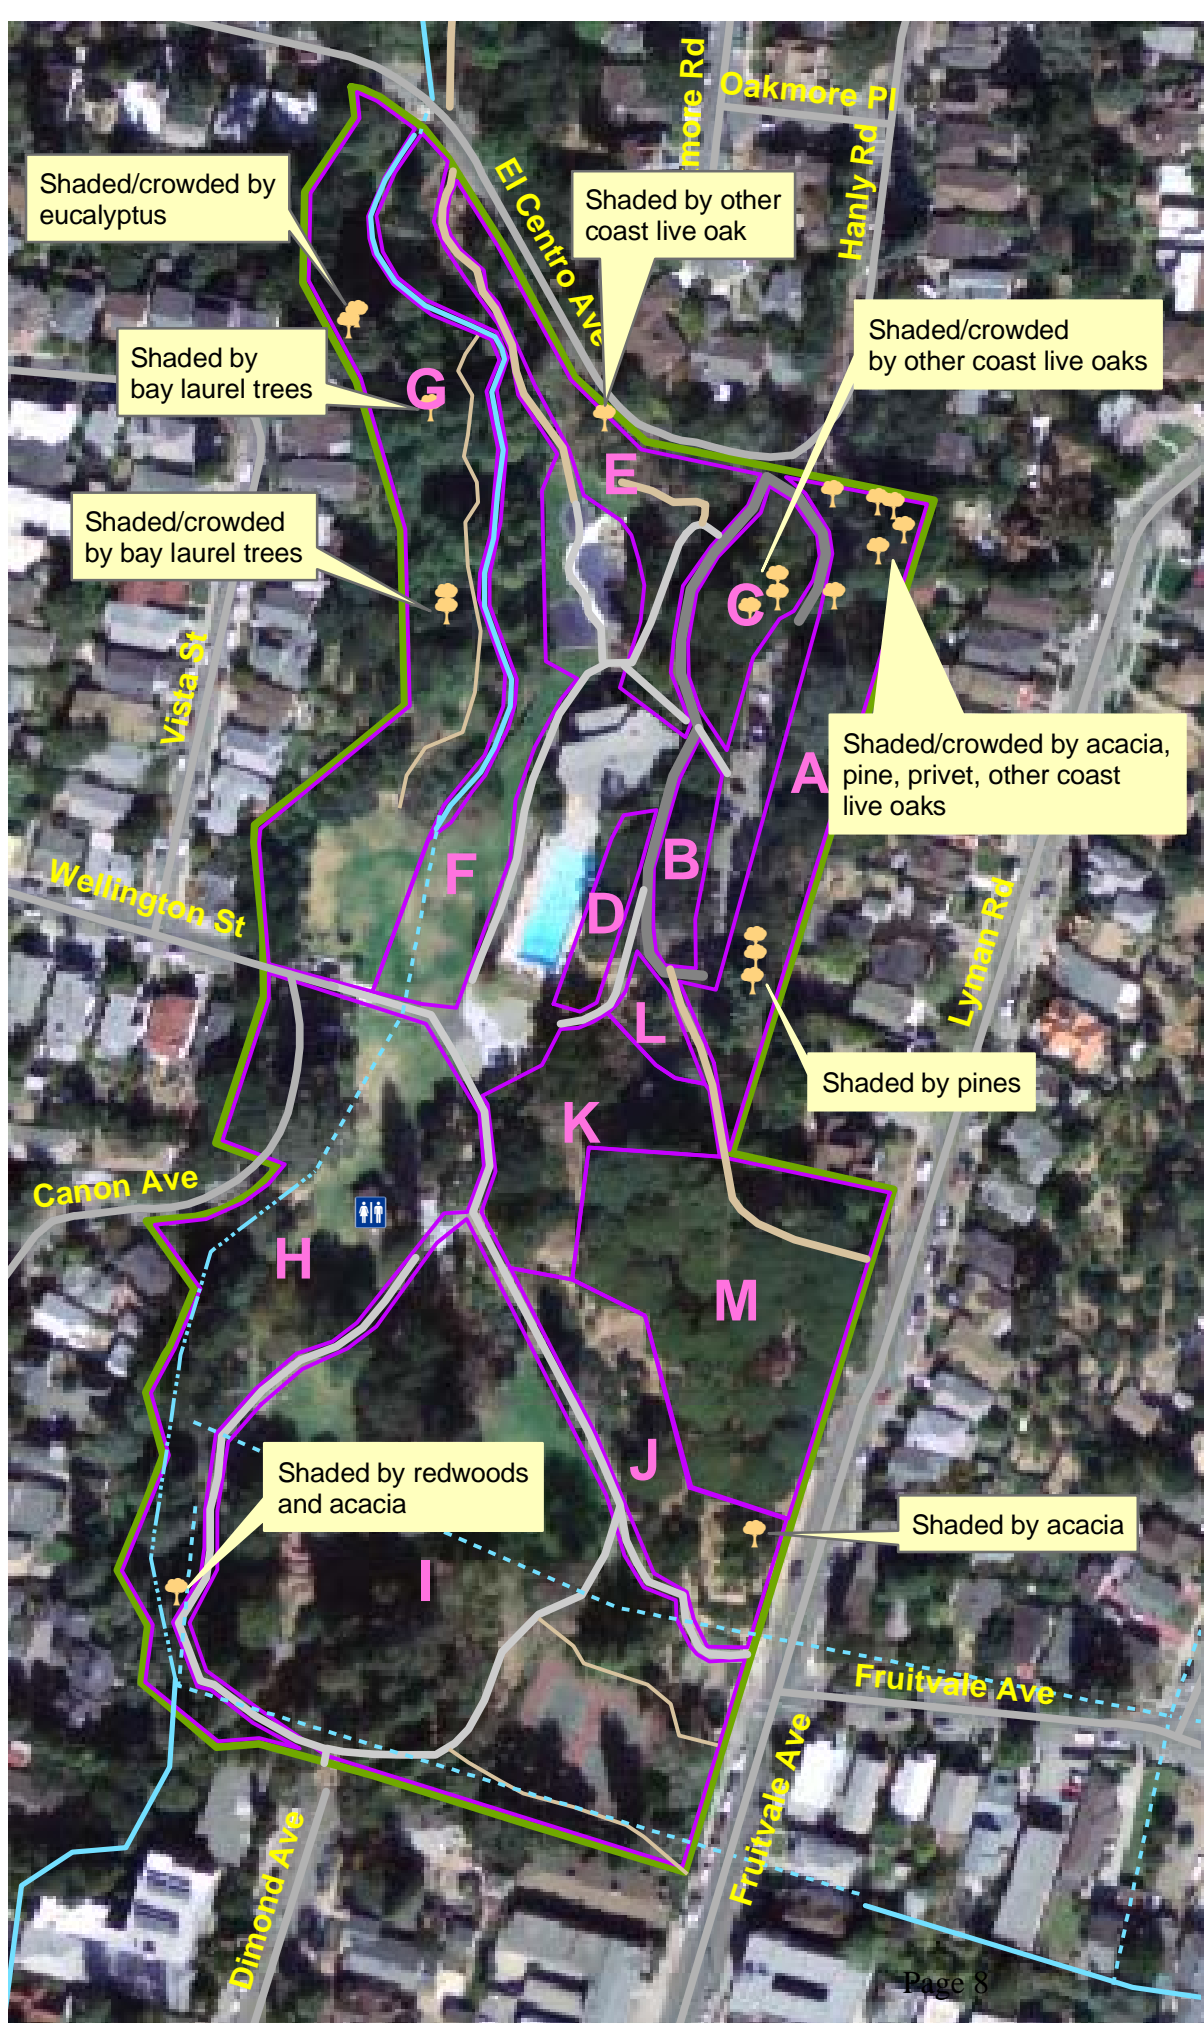 more Rd
Oakmore Pl
Hanly Rd
El Centro Ave
Shaded/crowded by
eucalyptus
Shaded by other
coast live oak
Shaded/crowded
by other coast live oaks
Shaded by
bay laurel trees
G
E
Shaded/crowded
by bay laurel trees
C
Vista St
A
Shaded/crowded by acacia,
pine, privet, other coast
live oaks
Wellington St
F
B
D
Lyman Rd
L
Shaded by pines
K
Canon Ave
H
M
J
Shaded by redwoods
and acacia
Shaded by acacia
I
Fruitvale Ave
Fruitvale Ave
Dimond Ave
Page 8